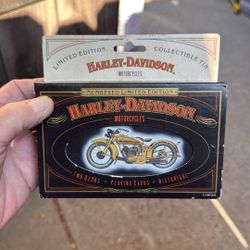 LIMITED EDITION COLLECTIBLE TIN
HARLEY-DAVIDSON
MOTORCYCLES
NUMBERED LIMITED EDITION
HARLEY-DAVIDSON
MOTORCYCLES
TWO DECKS • PLAYING CARDS • HISTORICAL